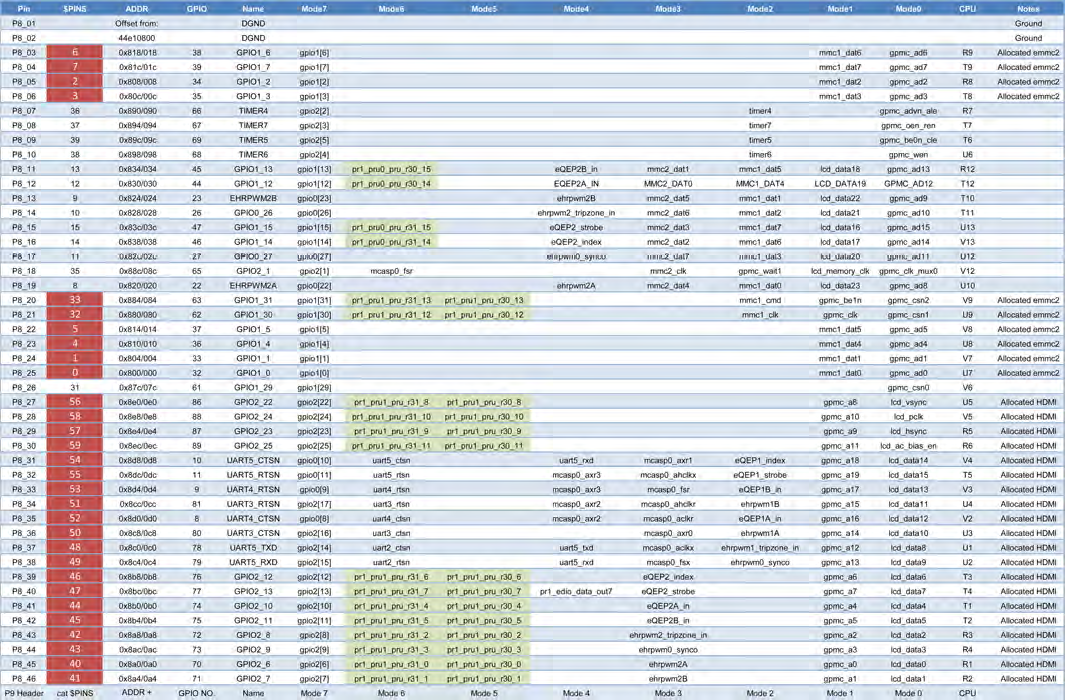 Pin $PINS ADDR GPIO Name Mode7 Mode6 Mode5 Mode4 Mode3 Mode2 Mode1 Mode0 CPU Notes
P8_01 Offset from: DGND Ground
P8_02 44e10800 DGND Ground
P8_03 6 0x818/018 38 GPIO1_6 gpio1[6] mmc1_dat6 gpmc_ad6 R9 Allocated emmc2
P8_04 7 0x81c/01c 39 GPIO1_7 gpio1[7] mmc1_dat7 gpmc_ad7 T9 Allocated emmc2
P8_05 2 0x808/008 34 GPIO1_2 gpio1[2] mmc1_dat2 gpmc_ad2 R8 Allocated emmc2
P8_06 3 0x80c/00c 35 GPIO1_3 gpio1[3] mmc1_dat3 gpmc_ad3 T8 Allocated emmc2
P8_07 36 0x890/090 66 TIMER4 gpio2[2] timer4 gpmc_advn_ale R7
P8_08 37 0x894/094 67 TIMER7 gpio2[3] timer7 gpmc_oen_ren T7
P8_09 39 0x89c/09c 69 TIMER5 gpio2[5] timer5 gpmc_be0n_cle T6
P8_10 38 0x898/098 68 TIMER6 gpio2[4] timer6 gpmc_wen U6
P8_11 13 0x834/034 45 GPIO1_13 gpio1[13] pr1_pru0_pru_r30_15 eQEP2B_in mmc2_dat1 mmc1_dat5 lcd_data18 gpmc_ad13 R12
P8_12 12 0x830/030 44 GPIO1_12 gpio1[12] pr1_pru0_pru_r30_14 EQEP2A_IN MMC2_DAT0 MMC1_DAT4 LCD_DATA19 GPMC_AD12 T12
P8_13 9 0x824/024 23 EHRPWM2B gpio0[23] ehrpwm2B mmc2_dat5 mmc1_dat1 lcd_data22 gpmc_ad9 T10
P8_14 10 0x828/028 26 GPIO0_26 gpio0[26] ehrpwm2_tripzone_in mmc2_dat6 mmc1_dat2 lcd_data21 gpmc_ad10 T11
P8_15 15 0x83c/03c 47 GPIO1_15 gpio1[15] pr1_pru0_pru_r31_15 eQEP2_strobe mmc2_dat3 mmc1_dat7 lcd_data16 gpmc_ad15 U13
P8_16 14 0x838/038 46 GPIO1_14 gpio1[14] pr1_pru0_pru_r31_14 eQEP2_index mmc2_dat2 mmc1_dat6 lcd_data17 gpmc_ad14 V13
P8_17 11 0x82c/02c 27 GPIO0_27 gpio0[27] ehrpwm0_synco mmc2_dat7 mmc1_dat3 lcd_data20 gpmc_ad11 U12
P8_18 35 0x88c/08c 65 GPIO2_1 gpio2[1] mcasp0_fsr mmc2_clk gpmc_wait1 lcd_memory_clk gpmc_clk_mux0 V12
P8_19 8 0x820/020 22 EHRPWM2A gpio0[22] ehrpwm2A mmc2_dat4 mmc1_dat0 lcd_data23 gpmc_ad8 U10
P8_20 33 0x884/084 63 GPIO1_31 gpio1[31] pr1_pru1_pru_r31_13 pr1_pru1_pru_r30_13 mmc1_cmd gpmc_be1n gpmc_csn2 V9 Allocated emmc2
P8_21 32 0x880/080 62 GPIO1_30 gpio1[30] pr1_pru1_pru_r31_12 pr1_pru1_pru_r30_12 mmc1_clk gpmc_clk gpmc_csn1 U9 Allocated emmc2
P8_22 5 0x814/014 37 GPIO1_5 gpio1[5] mmc1_dat5 gpmc_ad5 V8 Allocated emmc2
P8_23 4 0x810/010 36 GPIO1_4 gpio1[4] mmc1_dat4 gpmc_ad4 U8 Allocated emmc2
P8_24 1 0x804/004 33 GPIO1_1 gpio1[1] mmc1_dat1 gpmc_ad1 V7 Allocated emmc2
P8_25 0 0x800/000 32 GPIO1_0 gpio1[0] mmc1_dat0 gpmc_ad0 U7 Allocated emmc2
P8_26 31 0x87c/07c 61 GPIO1_29 gpio1[29] gpmc_csn0 V6
P8_27 56 0x8e0/0e0 86 GPIO2_22 gpio2[22] pr1_pru1_pru_r31_8 pr1_pru1_pru_r30_8 gpmc_a8 lcd_vsync U5 Allocated HDMI
P8_28 58 0x8e8/0e8 88 GPIO2_24 gpio2[24] pr1_pru1_pru_r31_10 pr1_pru1_pru_r30_10 gpmc_a10 lcd_pclk V5 Allocated HDMI
P8_29 57 0x8e4/0e4 87 GPIO2_23 gpio2[23] pr1_pru1_pru_r31_9 pr1_pru1_pru_r30_9 gpmc_a9 lcd_hsync R5 Allocated HDMI
P8_30 59 0x8ec/0ec 89 GPIO2_25 gpio2[25] pr1_pru1_pru_r31_11 pr1_pru1_pru_r30_11 gpmc_a11 lcd_ac_bias_en R6 Allocated HDMI
P8_31 54 0x8d8/0d8 10 UART5_CTSN gpio0[10] uart5_ctsn uart5_rxd mcasp0_axr1 eQEP1_index gpmc_a18 lcd_data14 V4 Allocated HDMI
P8_32 55 0x8dc/0dc 11 UART5_RTSN gpio0[11] uart5_rtsn mcasp0_axr3 mcasp0_ahclkx eQEP1_strobe gpmc_a19 lcd_data15 T5 Allocated HDMI
P8_33 53 0x8d4/0d4 9 UART4_RTSN gpio0[9] uart4_rtsn mcasp0_axr3 mcasp0_fsr eQEP1B_in gpmc_a17 lcd_data13 V3 Allocated HDMI
P8_34 51 0x8cc/0cc 81 UART3_RTSN gpio2[17] uart3_rtsn mcasp0_axr2 mcasp0_ahclkr ehrpwm1B gpmc_a15 lcd_data11 U4 Allocated HDMI
P8_35 52 0x8d0/0d0 8 UART4_CTSN gpio0[8] uart4_ctsn mcasp0_axr2 mcasp0_aclkr eQEP1A_in gpmc_a16 lcd_data12 V2 Allocated HDMI
P8_36 50 0x8c8/0c8 80 UART3_CTSN gpio2[16] uart3_ctsn mcasp0_axr0 ehrpwm1A gpmc_a14 lcd_data10 U3 Allocated HDMI
P8_37 48 0x8c0/0c0 78 UART5_TXD gpio2[14] uart2_ctsn uart5_txd mcasp0_aclkx ehrpwm1_tripzone_in gpmc_a12 lcd_data8 U1 Allocated HDMI
P8_38 49 0x8c4/0c4 79 UART5_RXD gpio2[15] uart2_rtsn uart5_rxd mcasp0_fsx ehrpwm0_synco gpmc_a13 lcd_data9 U2 Allocated HDMI
P8_39 46 0x8b8/0b8 76 GPIO2_12 gpio2[12] pr1_pru1_pru_r31_6 pr1_pru1_pru_r30_6 eQEP2_index gpmc_a6 lcd_data6 T3 Allocated HDMI
P8_40 47 0x8bc/0bc 77 GPIO2_13 gpio2[13] pr1_pru1_pru_r31_7 pr1_pru1_pru_r30_7 pr1_edio_data_out7 eQEP2_strobe gpmc_a7 lcd_data7 T4 Allocated HDMI
P8_41 44 0x8b0/0b0 74 GPIO2_10 gpio2[10] pr1_pru1_pru_r31_4 pr1_pru1_pru_r30_4 eQEP2A_in gpmc_a4 lcd_data4 T1 Allocated HDMI
P8_42 45 0x8b4/0b4 75 GPIO2_11 gpio2[11] pr1_pru1_pru_r31_5 pr1_pru1_pru_r30_5 eQEP2B_in gpmc_a5 lcd_data5 T2 Allocated HDMI
P8_43 42 0x8a8/0a8 72 GPIO2_8 gpio2[8] pr1_pru1_pru_r31_2 pr1_pru1_pru_r30_2 ehrpwm2_tripzone_in gpmc_a2 lcd_data2 R3 Allocated HDMI
P8_44 43 0x8ac/0ac 73 GPIO2_9 gpio2[9] pr1_pru1_pru_r31_3 pr1_pru1_pru_r30_3 ehrpwm0_synco gpmc_a3 lcd_data3 R4 Allocated HDMI
P8_45 40 0x8a0/0a0 70 GPIO2_6 gpio2[6] pr1_pru1_pru_r31_0 pr1_pru1_pru_r30_0 ehrpwm2A gpmc_a0 lcd_data0 R1 Allocated HDMI
P8_46 41 0x8a4/0a4 71 GPIO2_7 gpio2[7] pr1_pru1_pru_r31_1 pr1_pru1_pru_r30_1 ehrpwm2B gpmc_a1 lcd_data1 R2 Allocated HDMI
P9 Header cat $PINS ADDR + GPIO NO. Name Mode 7 Mode 6 Mode 5 Mode 4 Mode 3 Mode 2 Mode 1 Mode 0 CPU